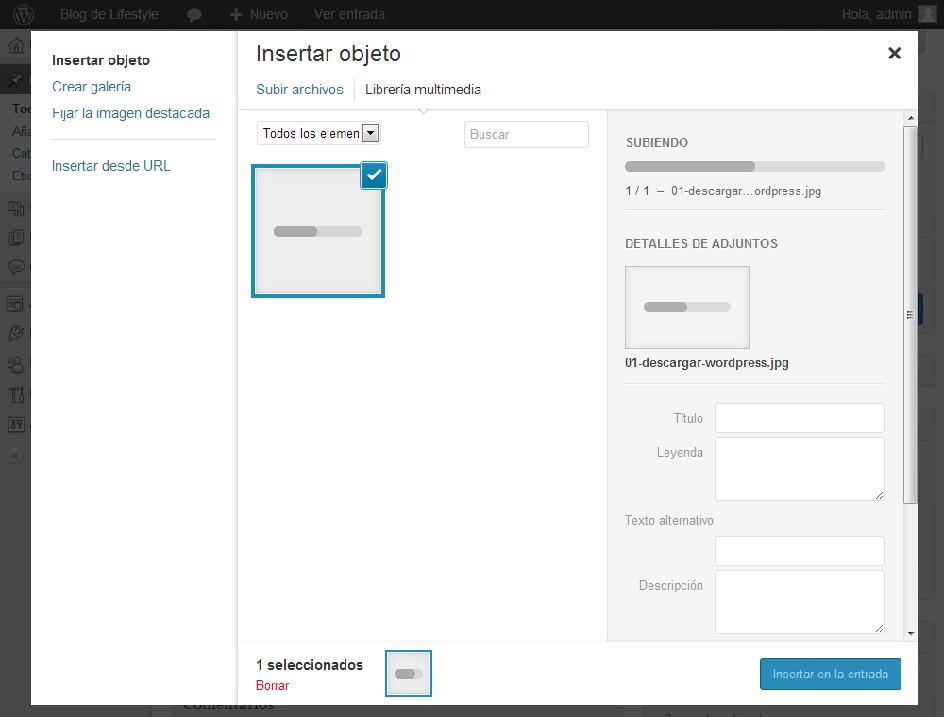 Blog de Lifestyle
Nuevo
Ver entrada
Hola, admin
Insertar objeto
Crear galería
Fijar la imagen destacada
Insertar desde URL
Insertar objeto
Subir archivos
Librería multimedia
Todos los elemen
Buscar
SUBIENDO
1 / 1 – 01-descargar...ordpress.jpg
DETALLES DE ADJUNTOS
01-descargar-wordpress.jpg
Título
Leyenda
Texto alternativo
Descripción
1 seleccionados
Borrar
Insertar en la entrada